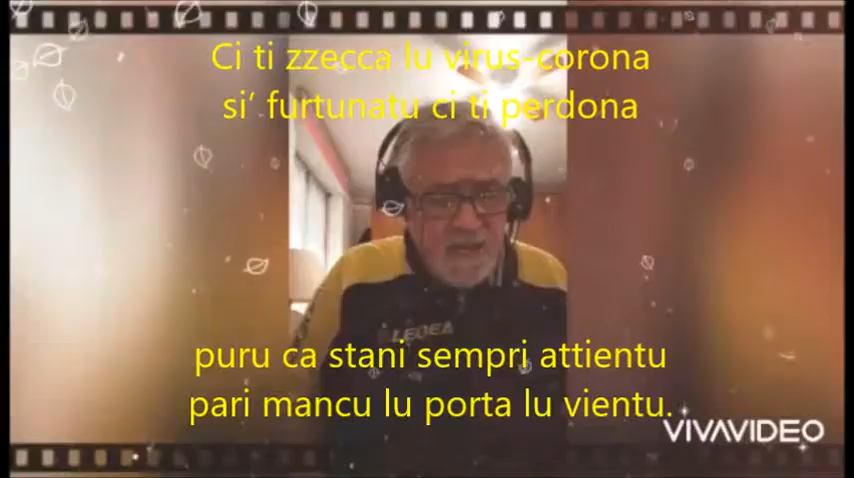 Ci ti zzecca lu virus-corona
si’ furtunatu ci ti perdona
LEGEA
puru ca stani sempri attientu
pari mancu lu porta lu vientu.
VIVAVIDEO